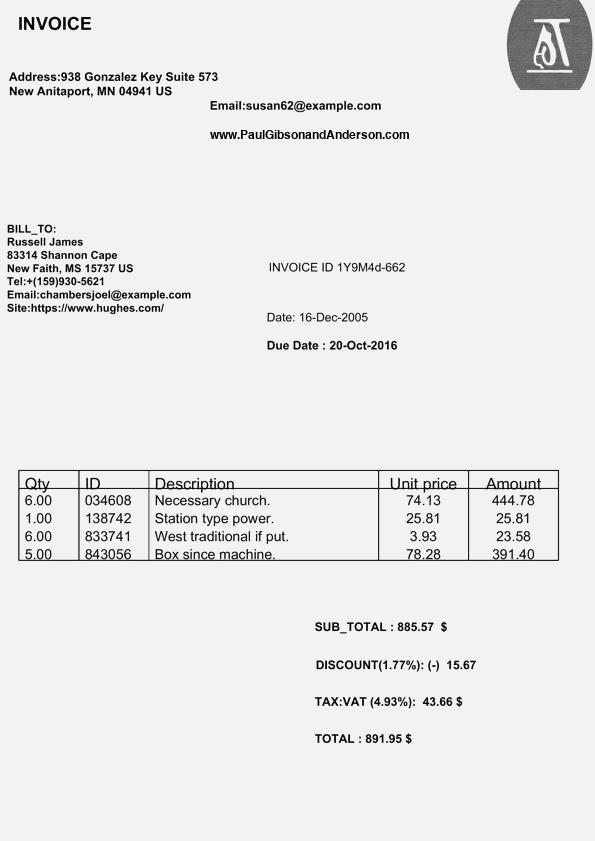 INVOICE
Address:938 Gonzalez Key Suite 573
New Anitaport, MN 04941 US
Email:susan62@example.com
www.PaulGibsonandAnderson.com
BILL_TO:
Russell James
83314 Shannon Cape
New Faith, MS 15737 US
Tel:+(159)930-5621
Email:chambersjoel@example.com
Site:https://www.hughes.com/
INVOICE ID 1Y9M4d-662
Date: 16-Dec-2005
Due Date : 20-Oct-2016
Qty ID Description Unit price Amount
6.00 034608 Necessary church. 74.13 444.78
1.00 138742 Station type power. 25.81 25.81
6.00 833741 West traditional if put. 3.93 23.58
5.00 843056 Box since machine. 78.28 391.40
SUB_TOTAL : 885.57 $
DISCOUNT(1.77%): (-) 15.67
TAX:VAT (4.93%): 43.66 $
TOTAL : 891.95 $